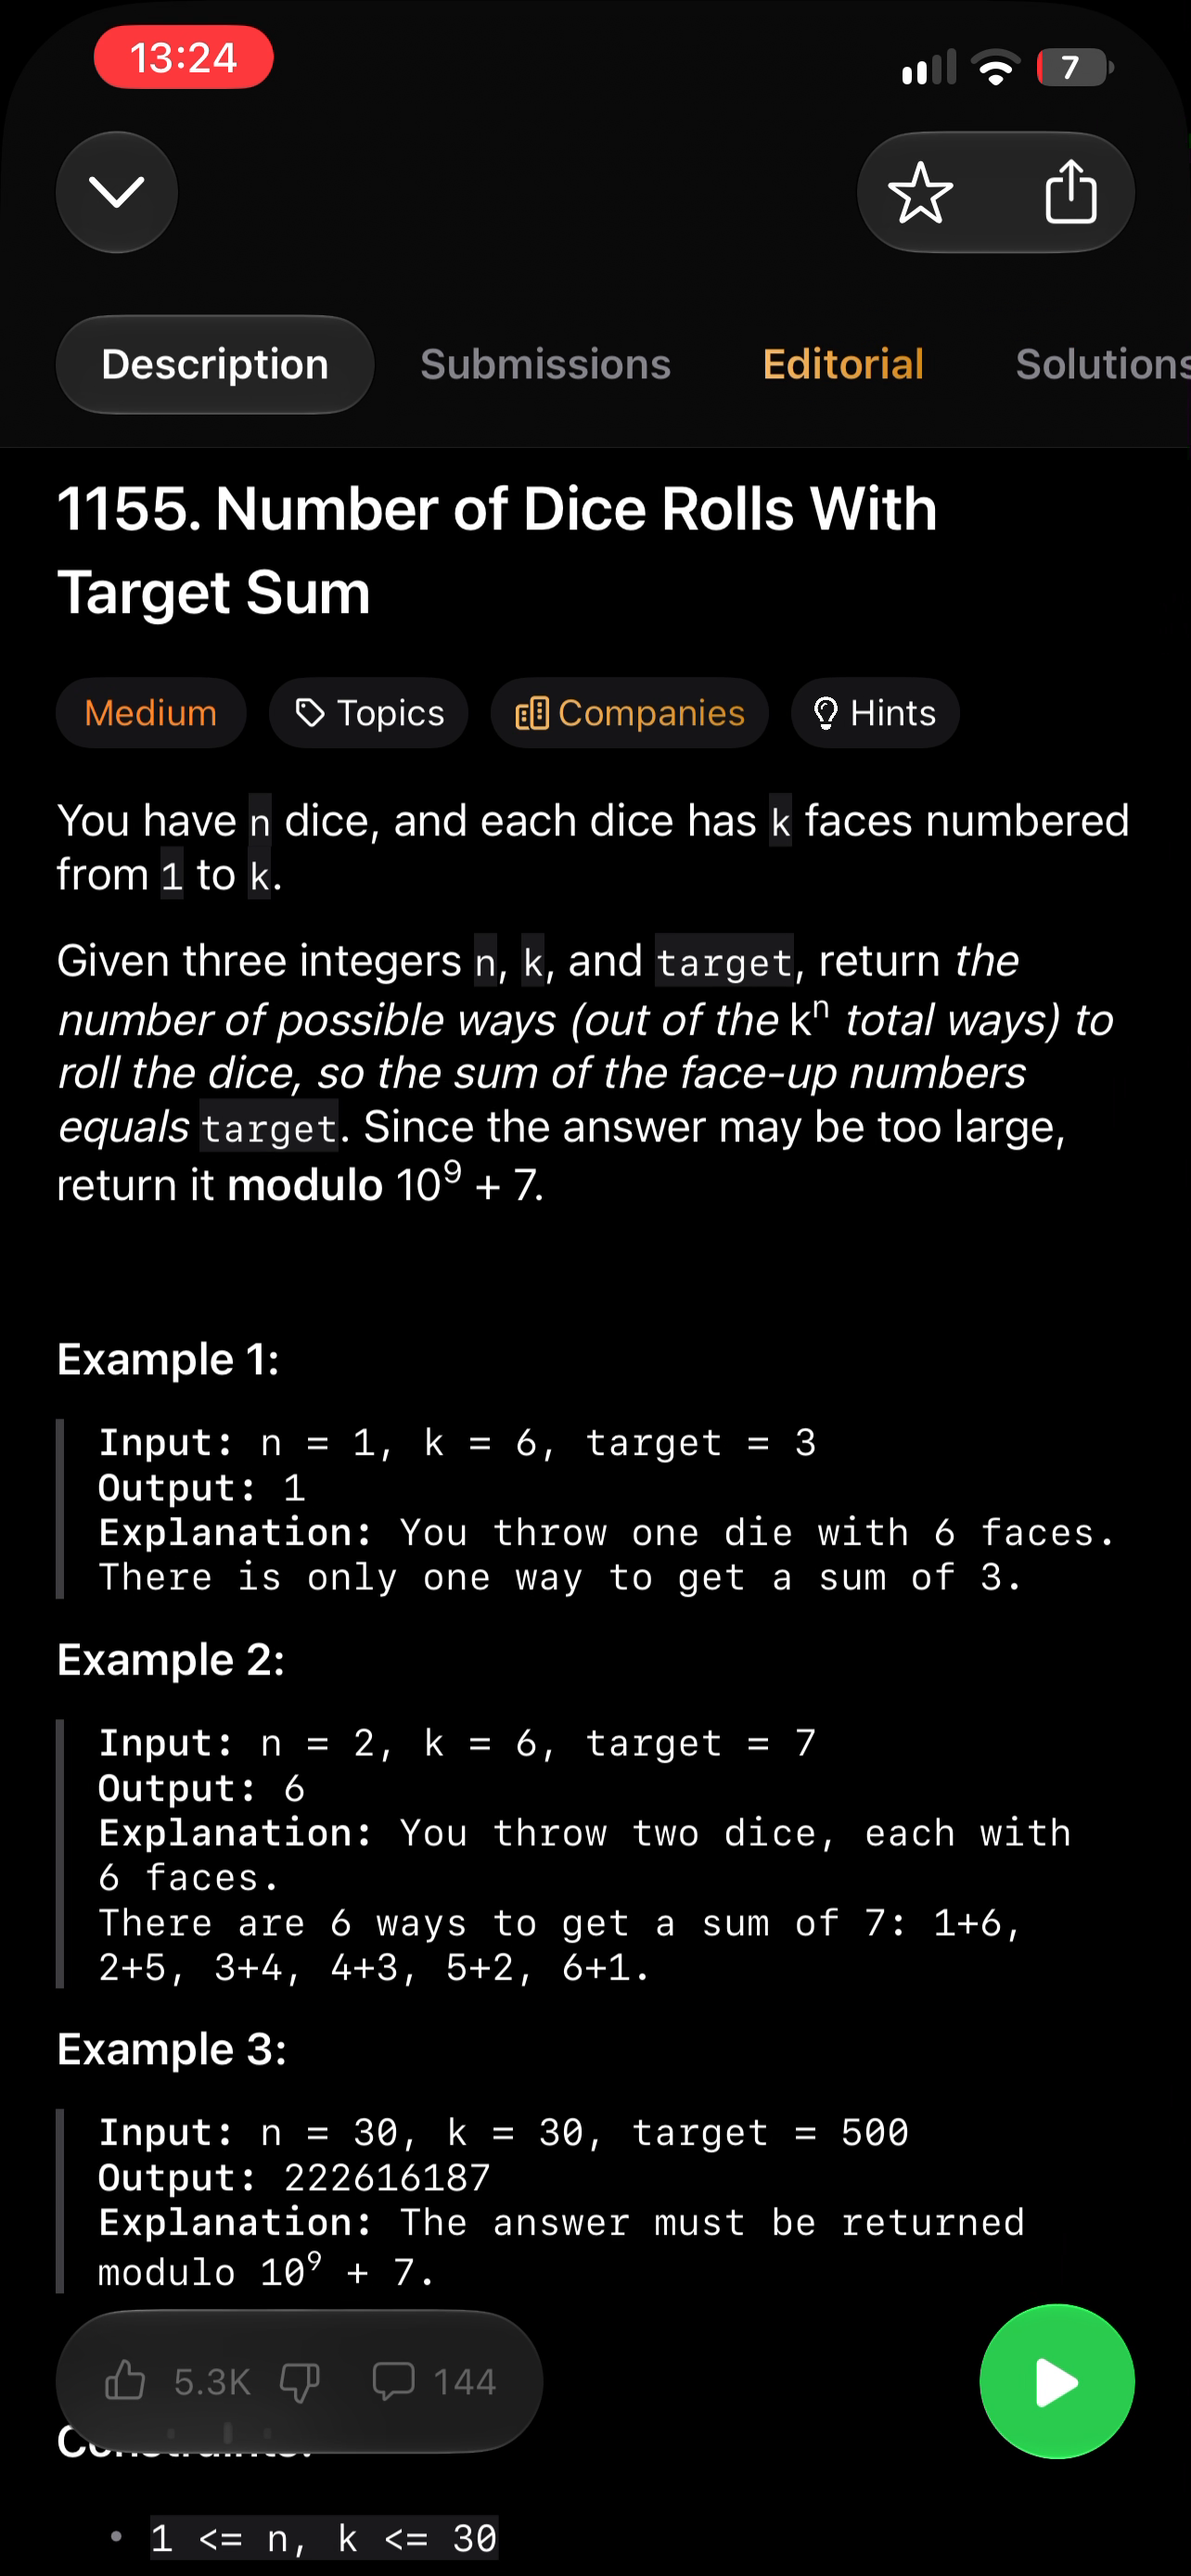 13:24
7
Description Submissions Editorial Solutions
1155. Number of Dice Rolls With
Target Sum
Medium Topics Companies Hints
You have n dice, and each dice has k faces numbered
from 1 to k.
Given three integers n, k, and target, return the
number of possible ways (out of the kⁿ total ways) to
roll the dice, so the sum of the face-up numbers
equals target. Since the answer may be too large,
return it modulo 10⁹ + 7.
Example 1:
Input: n = 1, k = 6, target = 3
Output: 1
Explanation: You throw one die with 6 faces.
There is only one way to get a sum of 3.
Example 2:
Input: n = 2, k = 6, target = 7
Output: 6
Explanation: You throw two dice, each with
6 faces.
There are 6 ways to get a sum of 7: 1+6,
2+5, 3+4, 4+3, 5+2, 6+1.
Example 3:
Input: n = 30, k = 30, target = 500
Output: 222616187
Explanation: The answer must be returned
modulo 10⁹ + 7.
5.3K 144
Constraints:
1 <= n, k <= 30